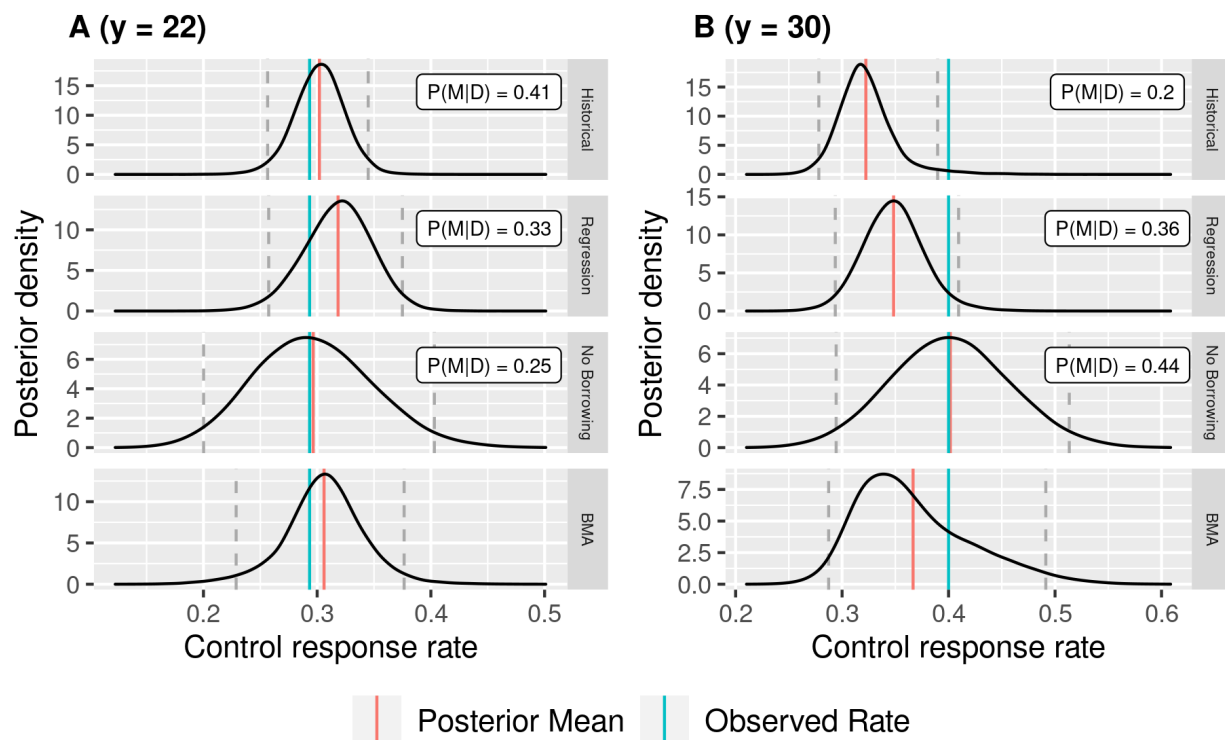 A (y = 22)
Posterior density
15
10
5
0
P(M|D) = 0.41
Historical
10
5
0
P(M|D) = 0.33
Regression
6
4
2
0
P(M|D) = 0.25
No Borrowing
10
5
0
BMA
0.2 0.3 0.4 0.5
Control response rate
B (y = 30)
Posterior density
15
10
5
0
P(M|D) = 0.2
Historical
15
10
5
0
P(M|D) = 0.36
Regression
6
4
2
0
P(M|D) = 0.44
No Borrowing
7.5
5.0
2.5
0.0
BMA
0.2 0.3 0.4 0.5 0.6
Control response rate
Posterior Mean Observed Rate